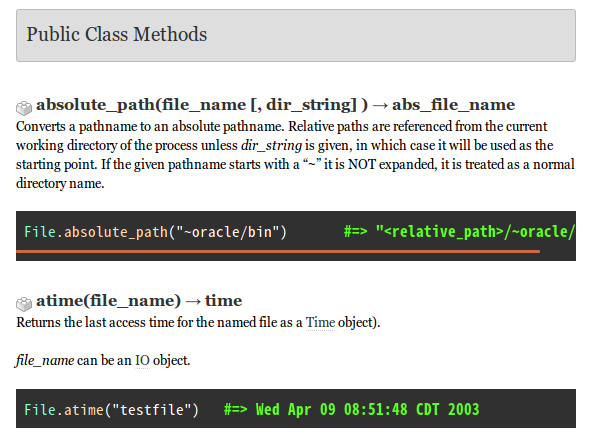 Public Class Methods
absolute_path(file_name [, dir_string] ) → abs_file_name
Converts a pathname to an absolute pathname. Relative paths are referenced from the current
working directory of the process unless dir_string is given, in which case it will be used as the
starting point. If the given pathname starts with a “~” it is NOT expanded, it is treated as a normal
directory name.
File.absolute_path("~oracle/bin")       #=> "<relative_path>/~oracle/
atime(file_name) → time
Returns the last access time for the named file as a Time object).
file_name can be an IO object.
File.atime("testfile")   #=> Wed Apr 09 08:51:48 CDT 2003